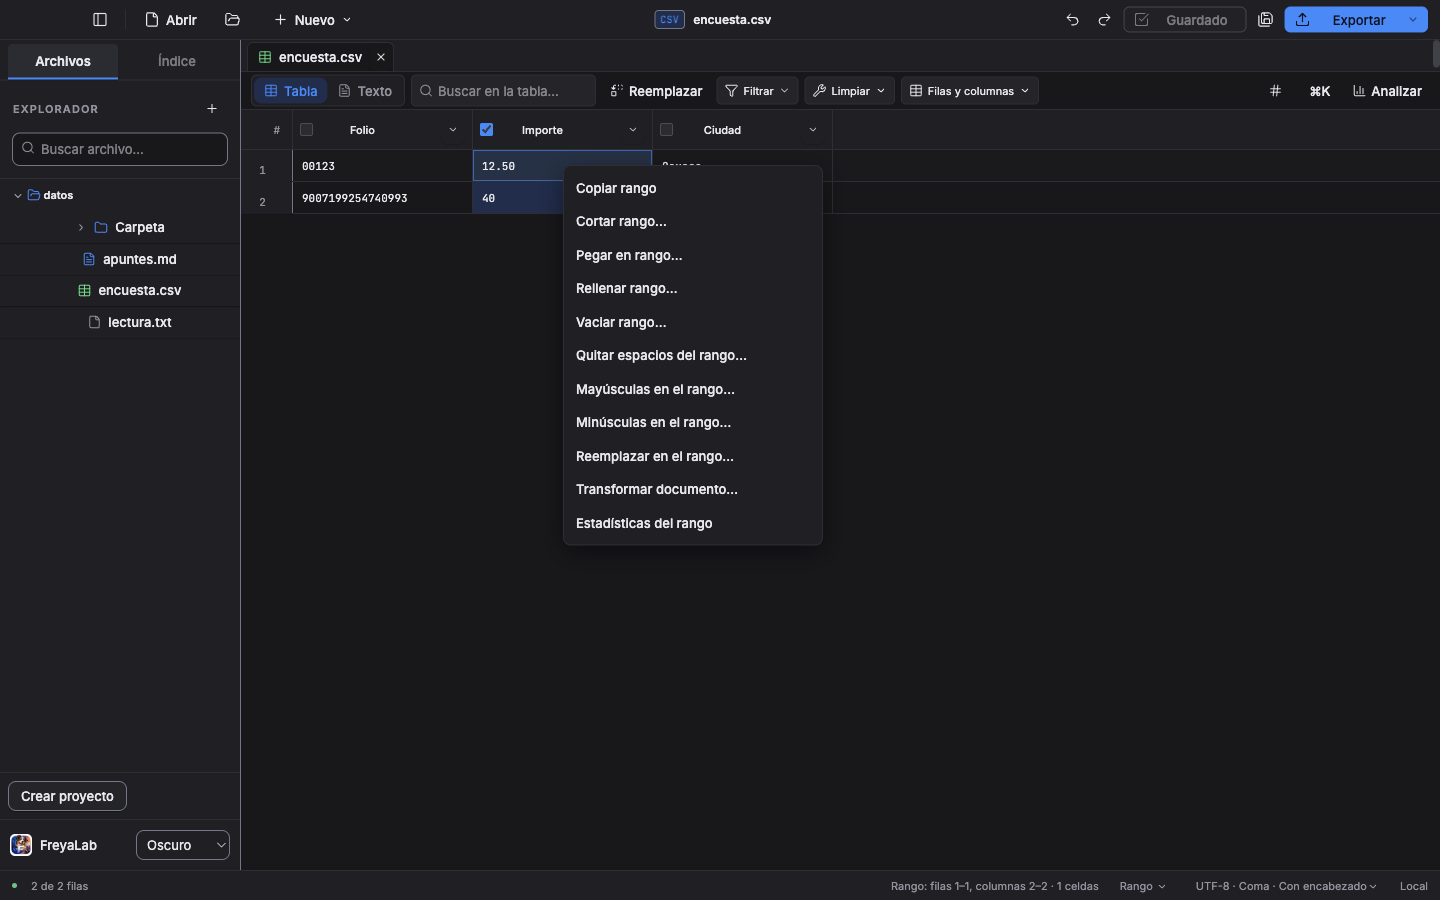 Abrir
Nuevo
CSV encuesta.csv
Guardado
Exportar
Archivos Índice
encuesta.csv
Tabla Texto Buscar en la tabla... Reemplazar Filtrar Limpiar Filas y columnas # ⌘K Analizar
EXPLORADOR
Buscar archivo...
datos
Carpeta
apuntes.md
encuesta.csv
lectura.txt
# Folio Importe Ciudad
1 00123 12.50
2 9007199254740993 40
Copiar rango
Cortar rango...
Pegar en rango...
Rellenar rango...
Vaciar rango...
Quitar espacios del rango...
Mayúsculas en el rango...
Minúsculas en el rango...
Reemplazar en el rango...
Transformar documento...
Estadísticas del rango
Crear proyecto
FreyaLab Oscuro
2 de 2 filas
Rango: filas 1–1, columnas 2–2 · 1 celdas Rango UTF-8 · Coma · Con encabezado Local